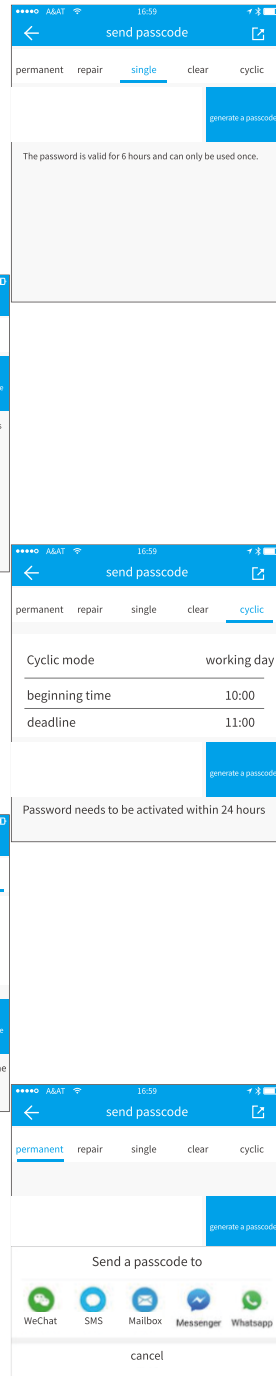 A&AT 16:59
send passcode
permanent repair single clear cyclic
generate a passcode
The password is valid for 6 hours and can only be used once.
A&AT 16:59
send passcode
permanent repair single clear cyclic
Cyclic mode working day
beginning time 10:00
deadline 11:00
generate a passcode
Password needs to be activated within 24 hours
A&AT 16:59
send passcode
permanent repair single clear cyclic
generate a passcode
Send a passcode to
WeChat SMS Mailbox Messenger Whatsapp
cancel